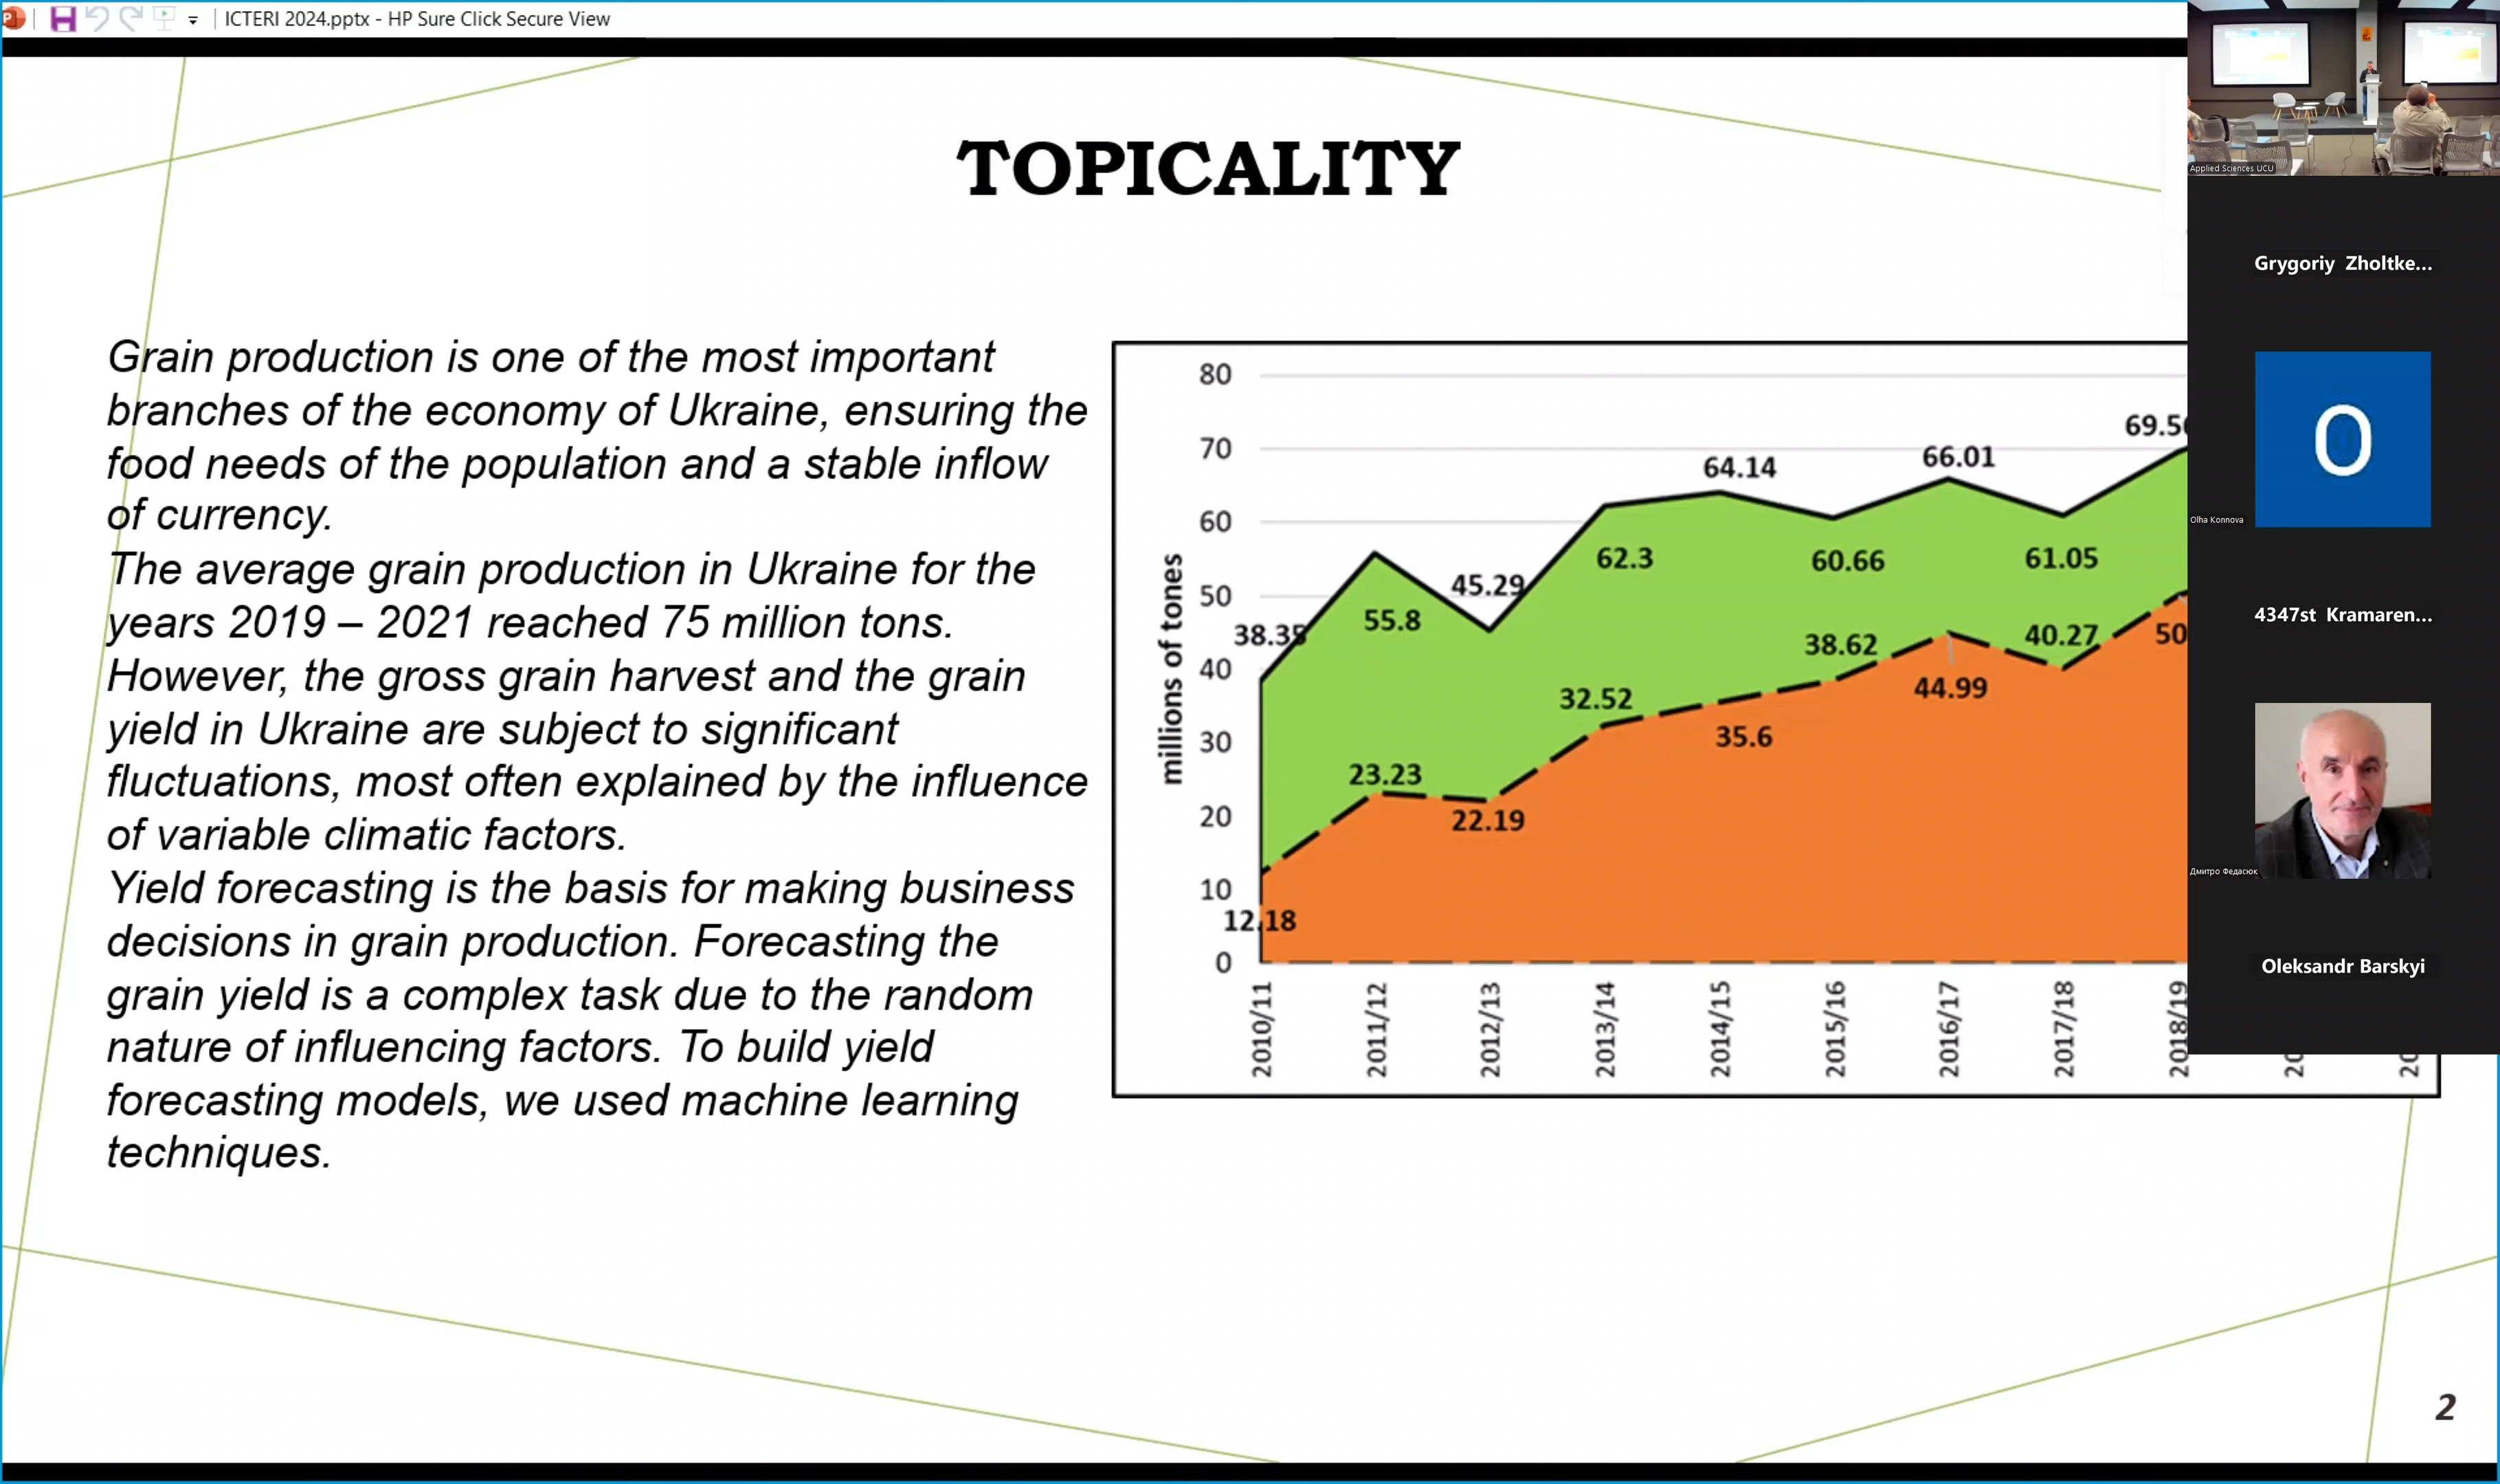 ICTERI 2024.pptx - HP Sure Click Secure View
TOPICALITY
Grain production is one of the most important
branches of the economy of Ukraine, ensuring the
food needs of the population and a stable inflow
of currency.
The average grain production in Ukraine for the
years 2019 – 2021 reached 75 million tons.
However, the gross grain harvest and the grain
yield in Ukraine are subject to significant
fluctuations, most often explained by the influence
of variable climatic factors.
Yield forecasting is the basis for making business
decisions in grain production. Forecasting the
grain yield is a complex task due to the random
nature of influencing factors. To build yield
forecasting models, we used machine learning
techniques.
millions of tones
80
70
60
50
40
30
20
10
0
38.35
55.8
45.29
62.3
64.14
60.66
66.01
61.05
12.18
23.23
22.19
32.52
35.6
38.62
44.99
40.27
2010/11
2011/12
2012/13
2013/14
2014/15
2015/16
2016/17
2017/18
2018/19
2
Applied Sciences UCU
Grygoriy Zholtke...
O
Olha Konnova
4347st Kramaren...
Дмитро Федасюк
Oleksandr Barskyi